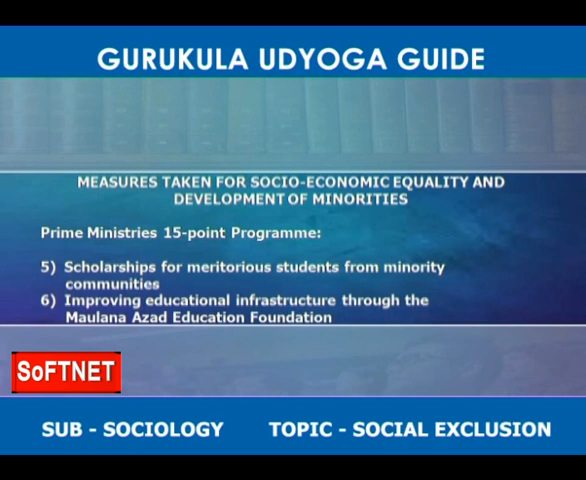 GURUKULA UDYOGA GUIDE
MEASURES TAKEN FOR SOCIO-ECONOMIC EQUALITY AND
DEVELOPMENT OF MINORITIES
Prime Ministries 15-point Programme:
5) Scholarships for meritorious students from minority
communities
6) Improving educational infrastructure through the
Maulana Azad Education Foundation
SoFTNET
SUB - SOCIOLOGY TOPIC - SOCIAL EXCLUSION